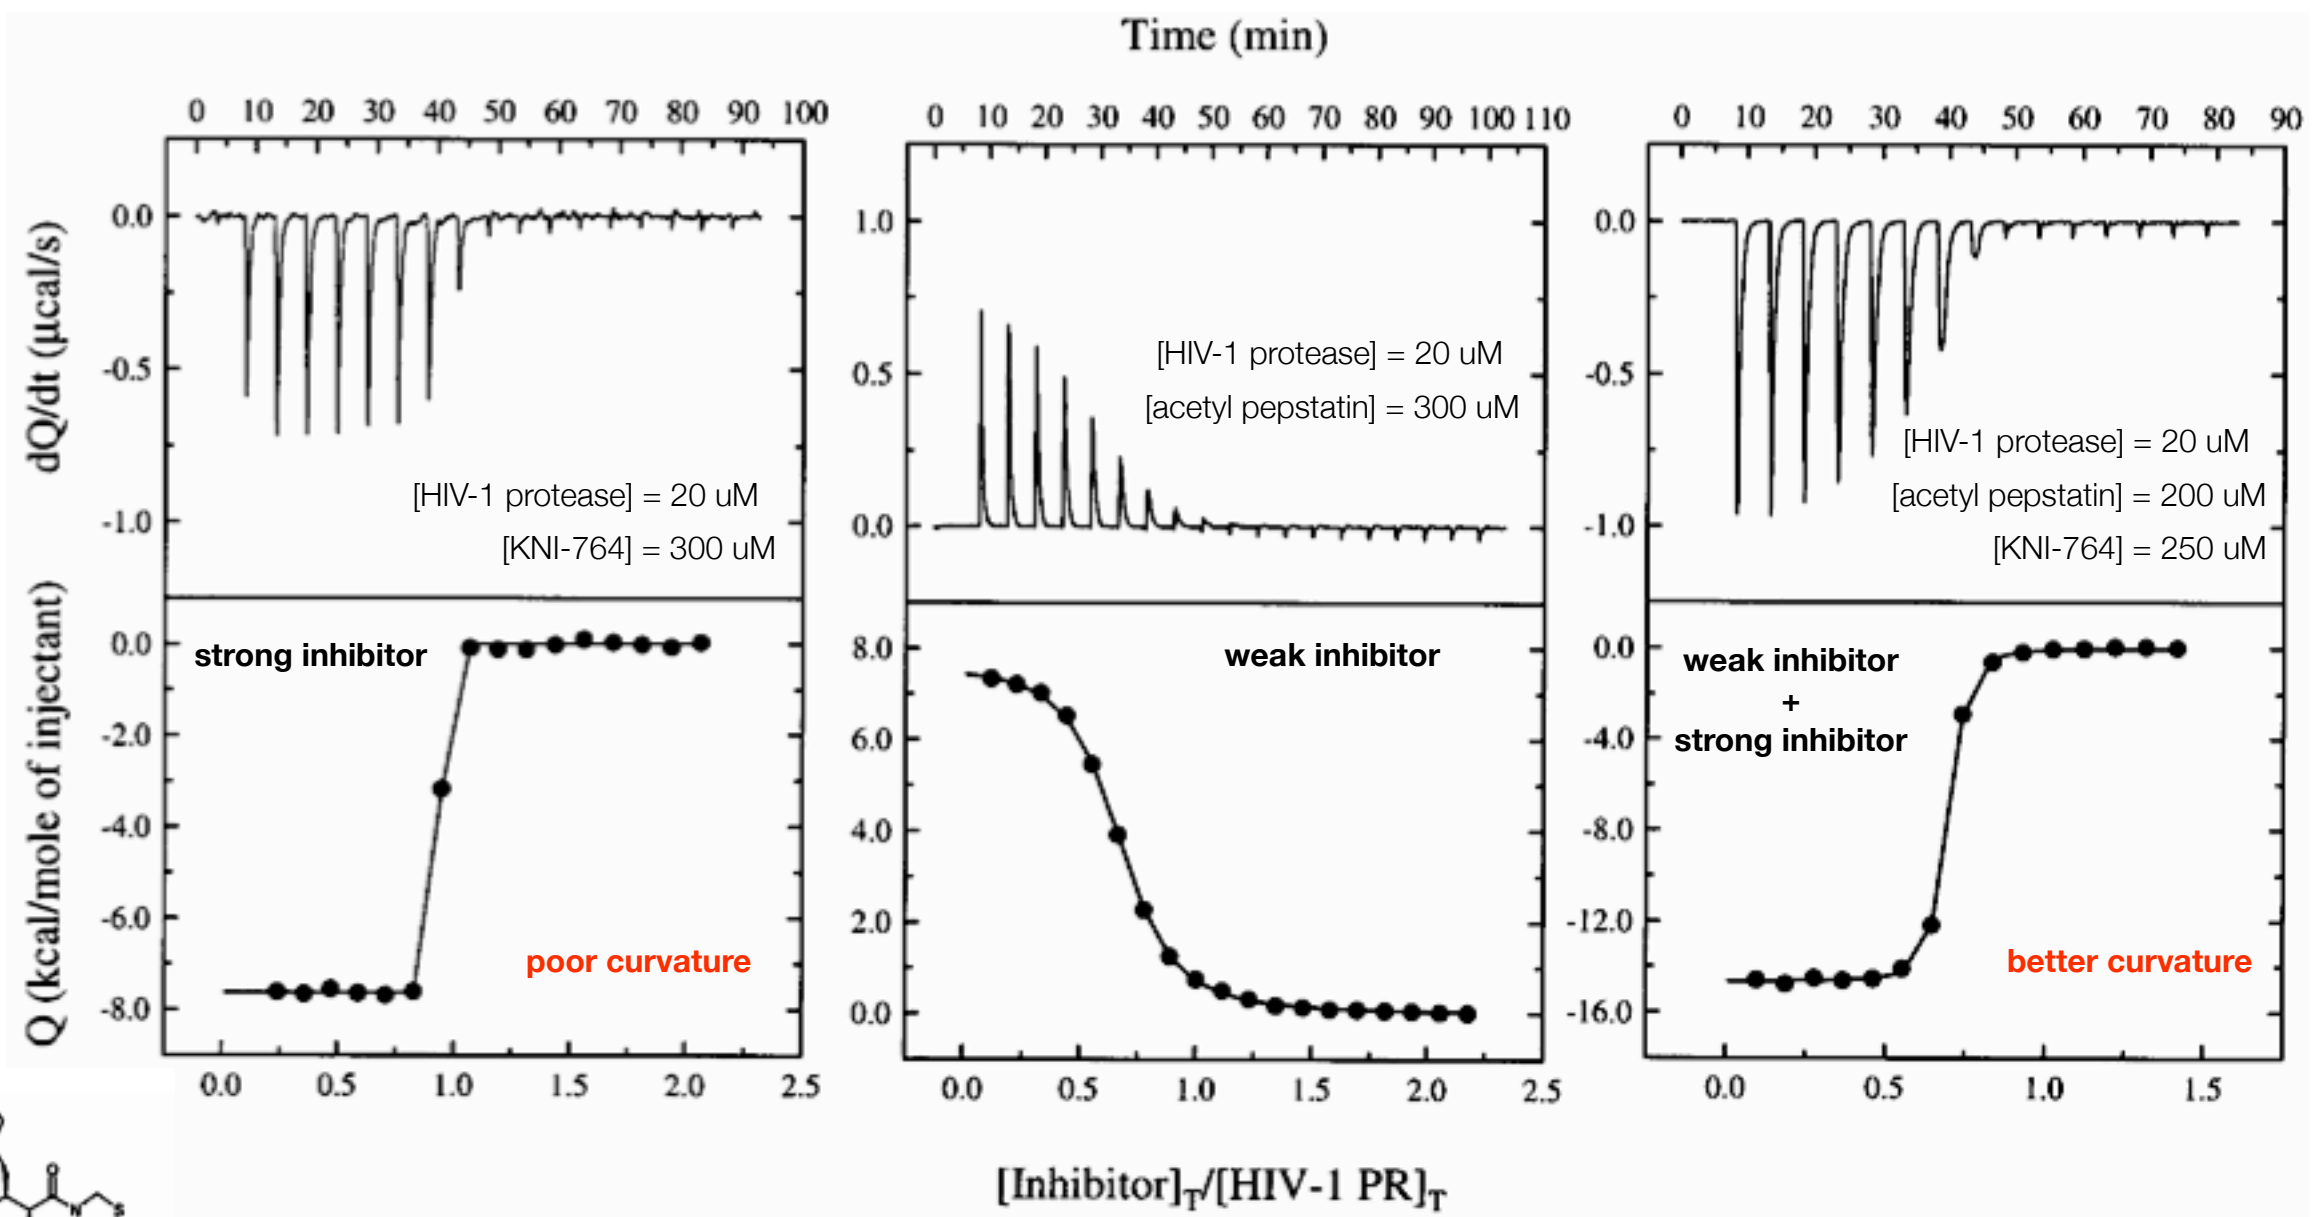 Time (min)
0 10 20 30 40 50 60 70 80 90 100
0 10 20 30 40 50 60 70 80 90 100 110
0 10 20 30 40 50 60 70 80 90
dQ/dt (μcal/s)
0.0
-0.5
-1.0
[HIV-1 protease] = 20 uM
[KNI-764] = 300 uM
1.0
0.5
0.0
[HIV-1 protease] = 20 uM
[acetyl pepstatin] = 300 uM
0.0
-0.5
-1.0
[HIV-1 protease] = 20 uM
[acetyl pepstatin] = 200 uM
[KNI-764] = 250 uM
Q (kcal/mole of injectant)
0.0
-2.0
-4.0
-6.0
-8.0
strong inhibitor
poor curvature
0.0 0.5 1.0 1.5 2.0 2.5
8.0
6.0
4.0
2.0
0.0
weak inhibitor
0.0 0.5 1.0 1.5 2.0 2.5
0.0
-4.0
-8.0
-12.0
-16.0
weak inhibitor
+
strong inhibitor
better curvature
0.0 0.5 1.0 1.5
[Inhibitor]T/[HIV-1 PR]T
O
N
S